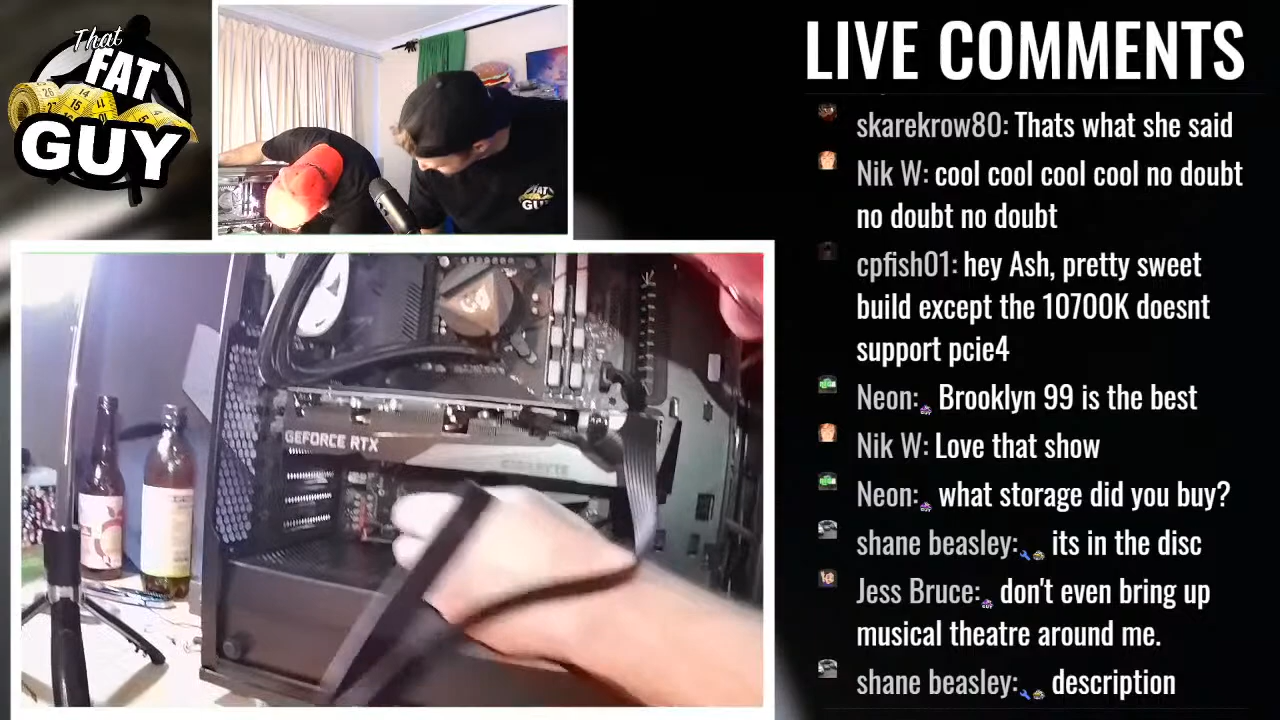 That
FAT
GUY
LIVE COMMENTS
skarekrow80: Thats what she said
Nik W: cool cool cool cool no doubt
no doubt no doubt
cpfish01: hey Ash, pretty sweet
build except the 10700K doesnt
support pcie4
Neon: Brooklyn 99 is the best
Nik W: Love that show
Neon: what storage did you buy?
shane beasley: its in the disc
Jess Bruce: don't even bring up
musical theatre around me.
shane beasley: description
FAT
GUY
GEFORCE RTX
GIGABYTE